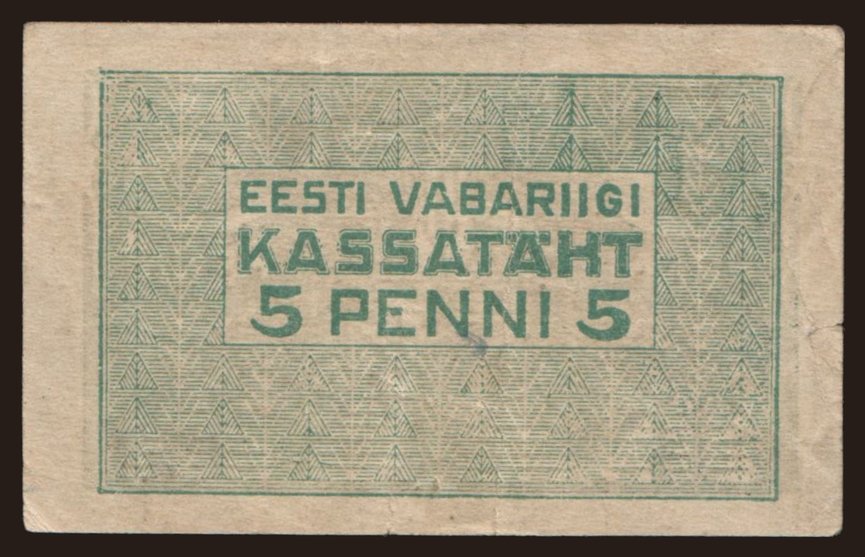 EESTI VABARIIGI
KASSATÄHT
5 PENNI 5